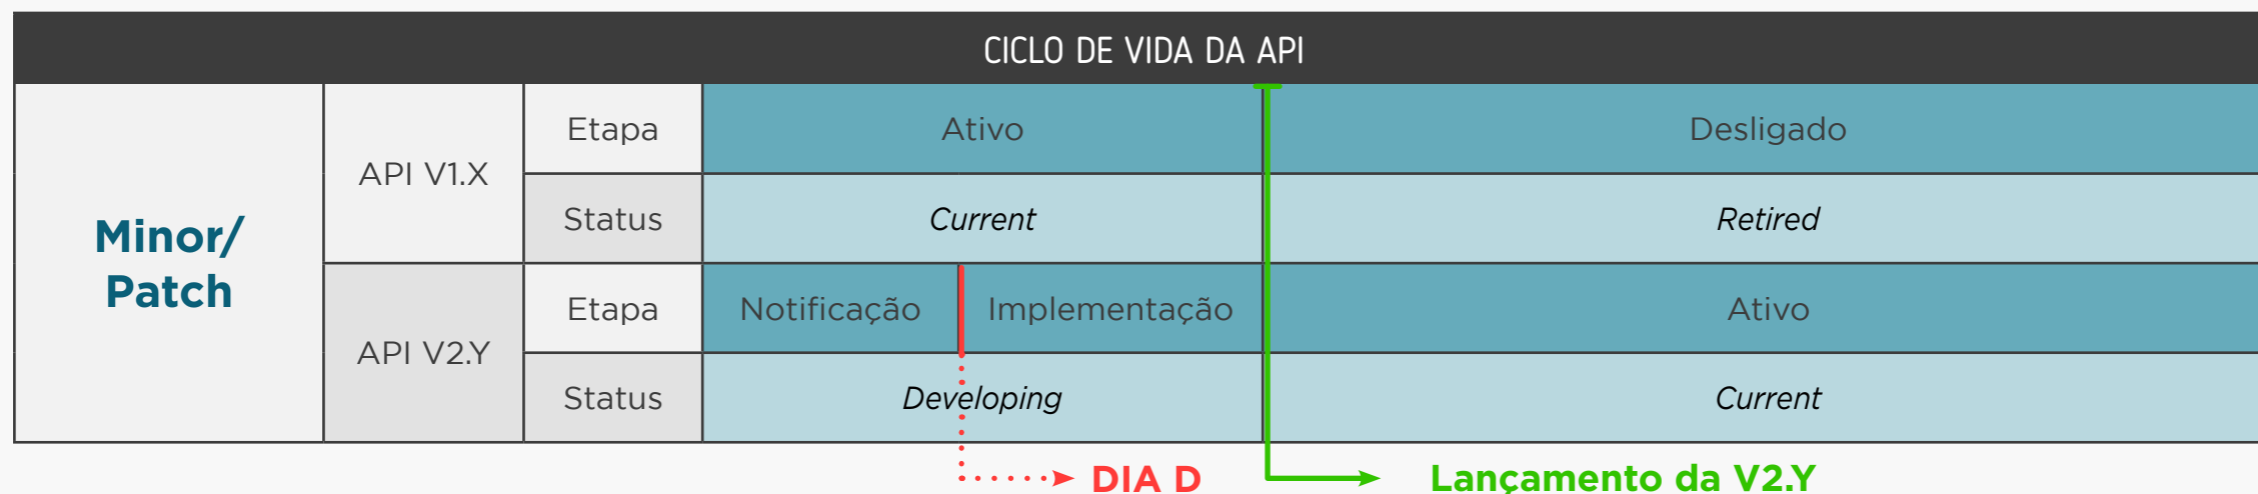 CICLO DE VIDA DA API
Minor/
Patch
API V1.X
Etapa
Ativo
Desligado
Status
Current
Retired
API V2.Y
Etapa
Notificação
Implementação
Ativo
Status
Developing
Current
DIA D
Lançamento da V2.Y